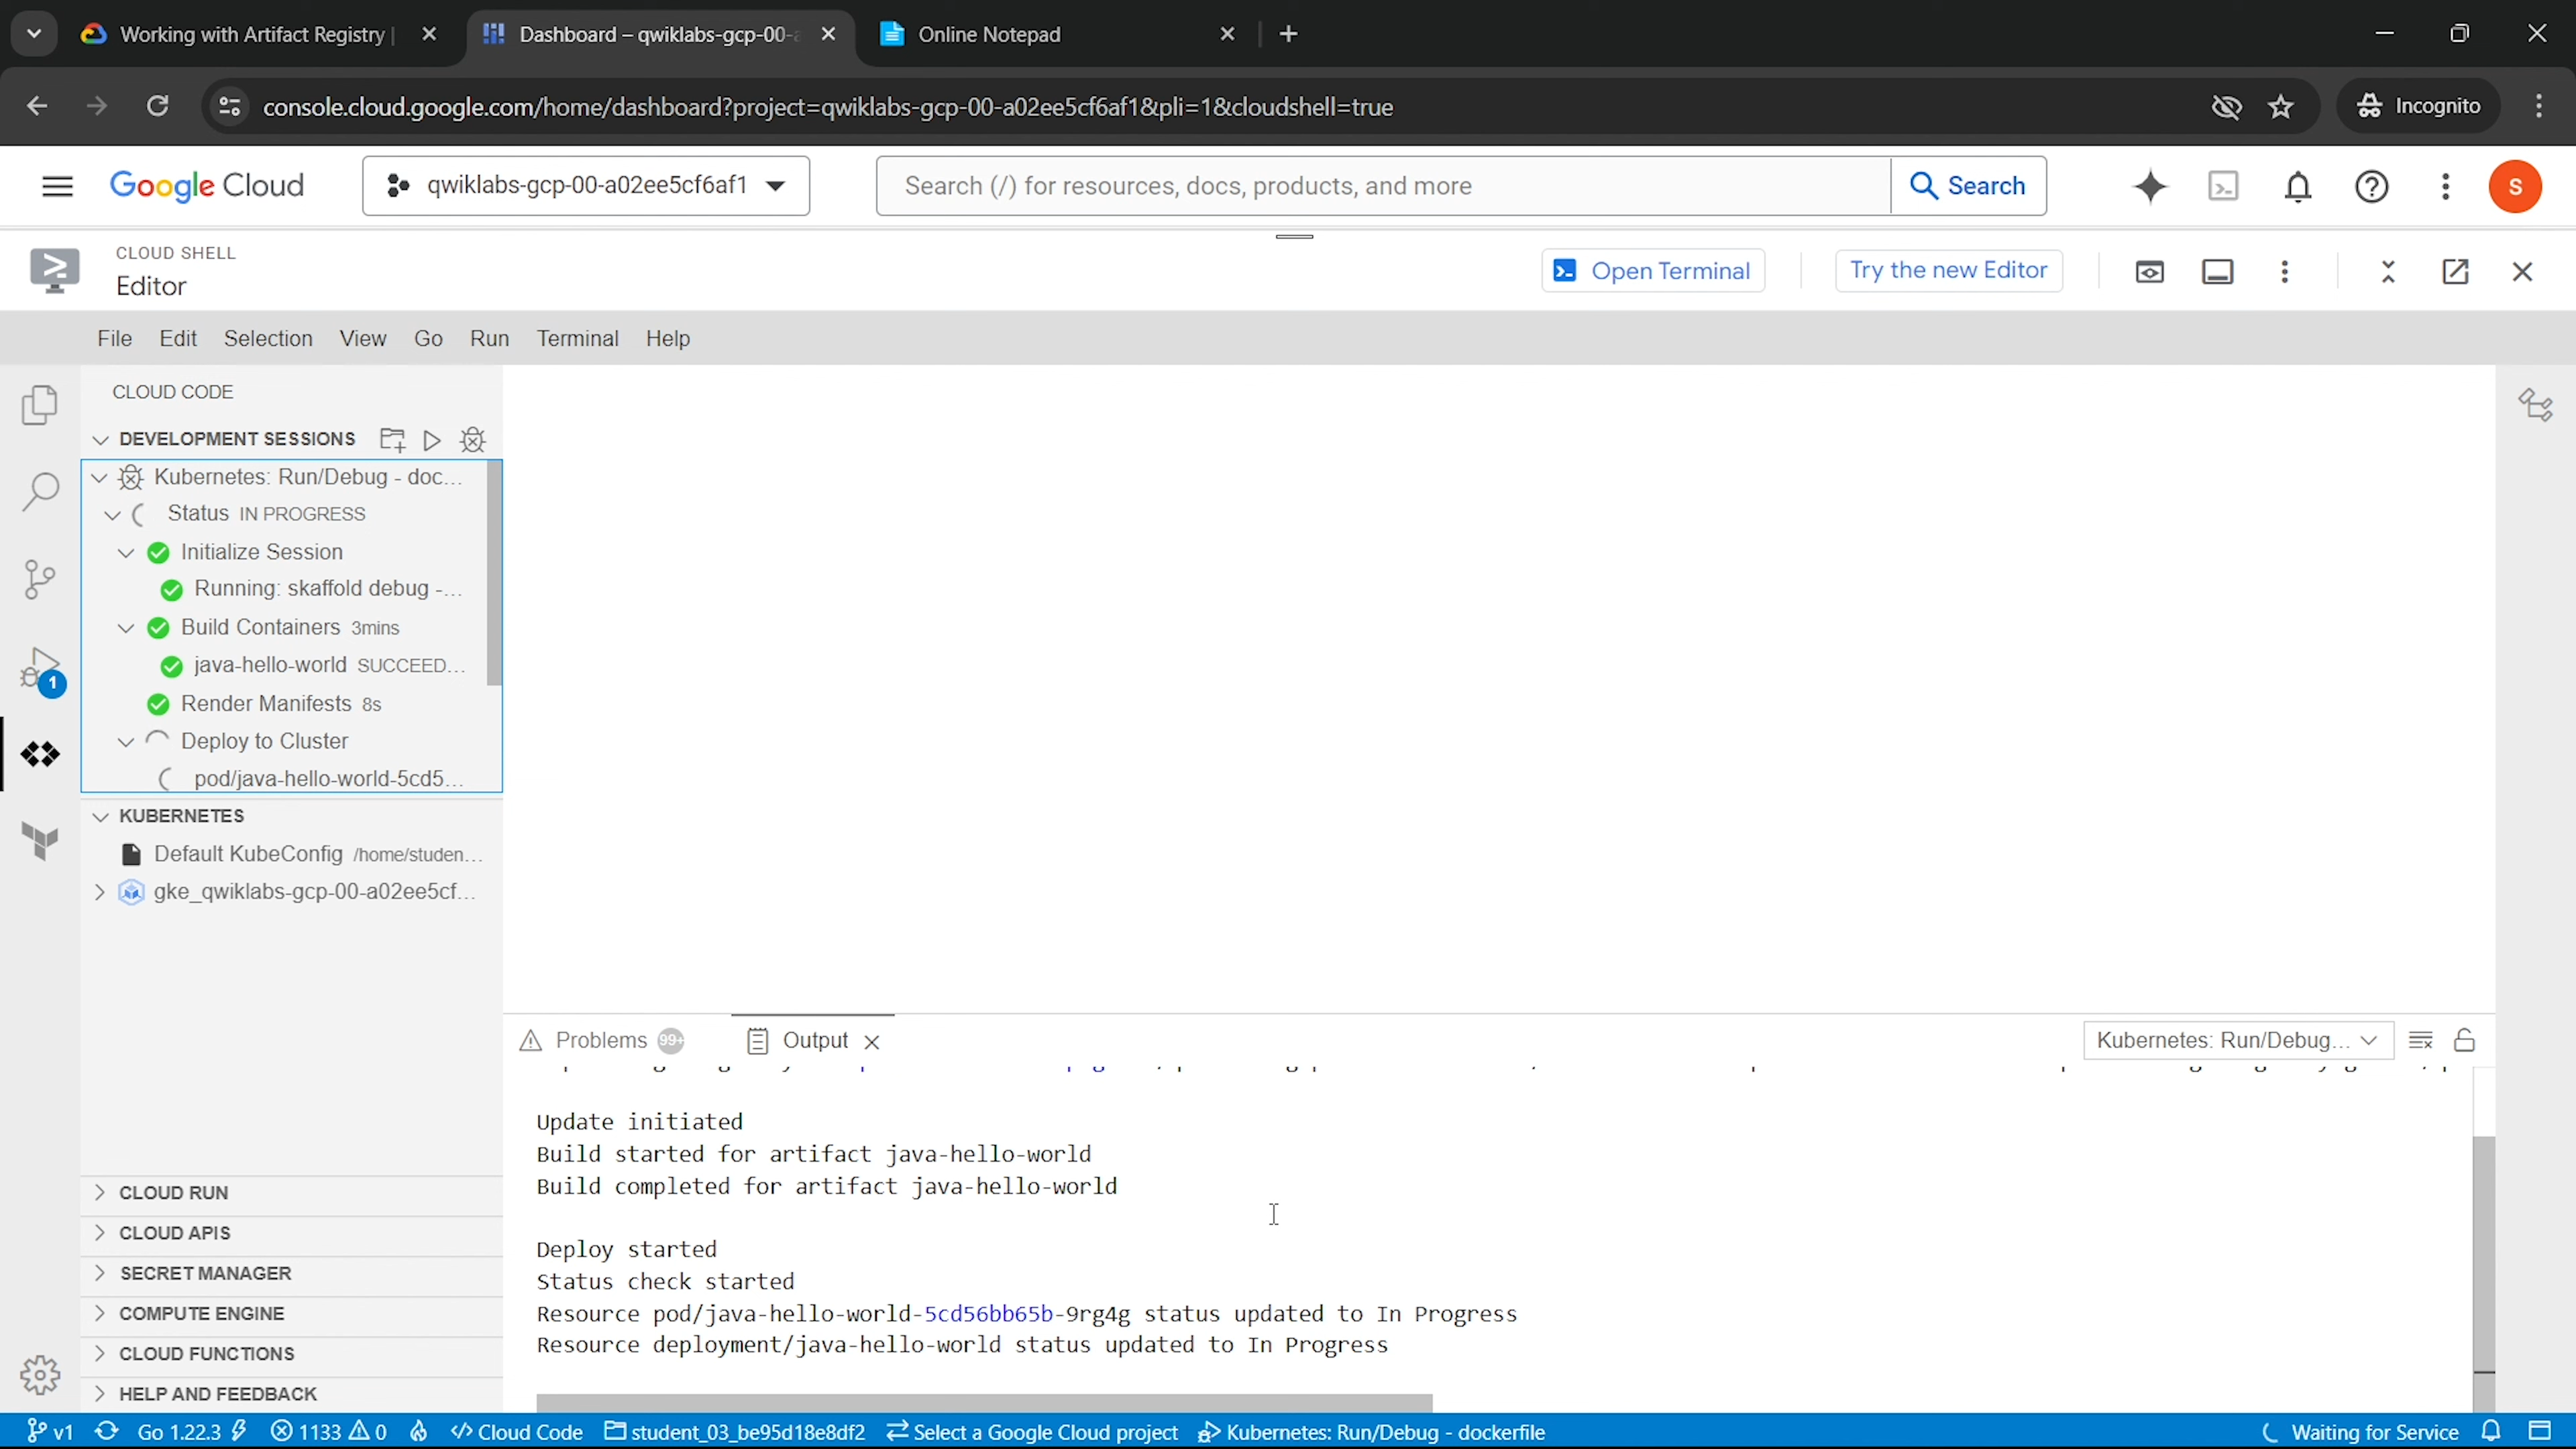 Working with Artifact Registry |
Dashboard – qwiklabs-gcp-00-a
Online Notepad
console.cloud.google.com/home/dashboard?project=qwiklabs-gcp-00-a02ee5cf6af1&pli=1&cloudshell=true
Incognito
Google Cloud
qwiklabs-gcp-00-a02ee5cf6af1
Search (/) for resources, docs, products, and more
Search
S
CLOUD SHELL
Editor
Open Terminal
Try the new Editor
File Edit Selection View Go Run Terminal Help
CLOUD CODE
DEVELOPMENT SESSIONS
Kubernetes: Run/Debug - doc...
Status IN PROGRESS
Initialize Session
Running: skaffold debug -...
Build Containers 3mins
java-hello-world SUCCEED...
Render Manifests 8s
Deploy to Cluster
pod/java-hello-world-5cd5...
1
KUBERNETES
Default KubeConfig /home/studen...
gke_qwiklabs-gcp-00-a02ee5cf...
CLOUD RUN
CLOUD APIS
SECRET MANAGER
COMPUTE ENGINE
CLOUD FUNCTIONS
HELP AND FEEDBACK
Problems 99+
Output
Kubernetes: Run/Debug...
Update initiated
Build started for artifact java-hello-world
Build completed for artifact java-hello-world
Deploy started
Status check started
Resource pod/java-hello-world-5cd56bb65b-9rg4g status updated to In Progress
Resource deployment/java-hello-world status updated to In Progress
v1 Go 1.22.3 1133 0 Cloud Code student_03_be95d18e8df2 Select a Google Cloud project Kubernetes: Run/Debug - dockerfile Waiting for Service